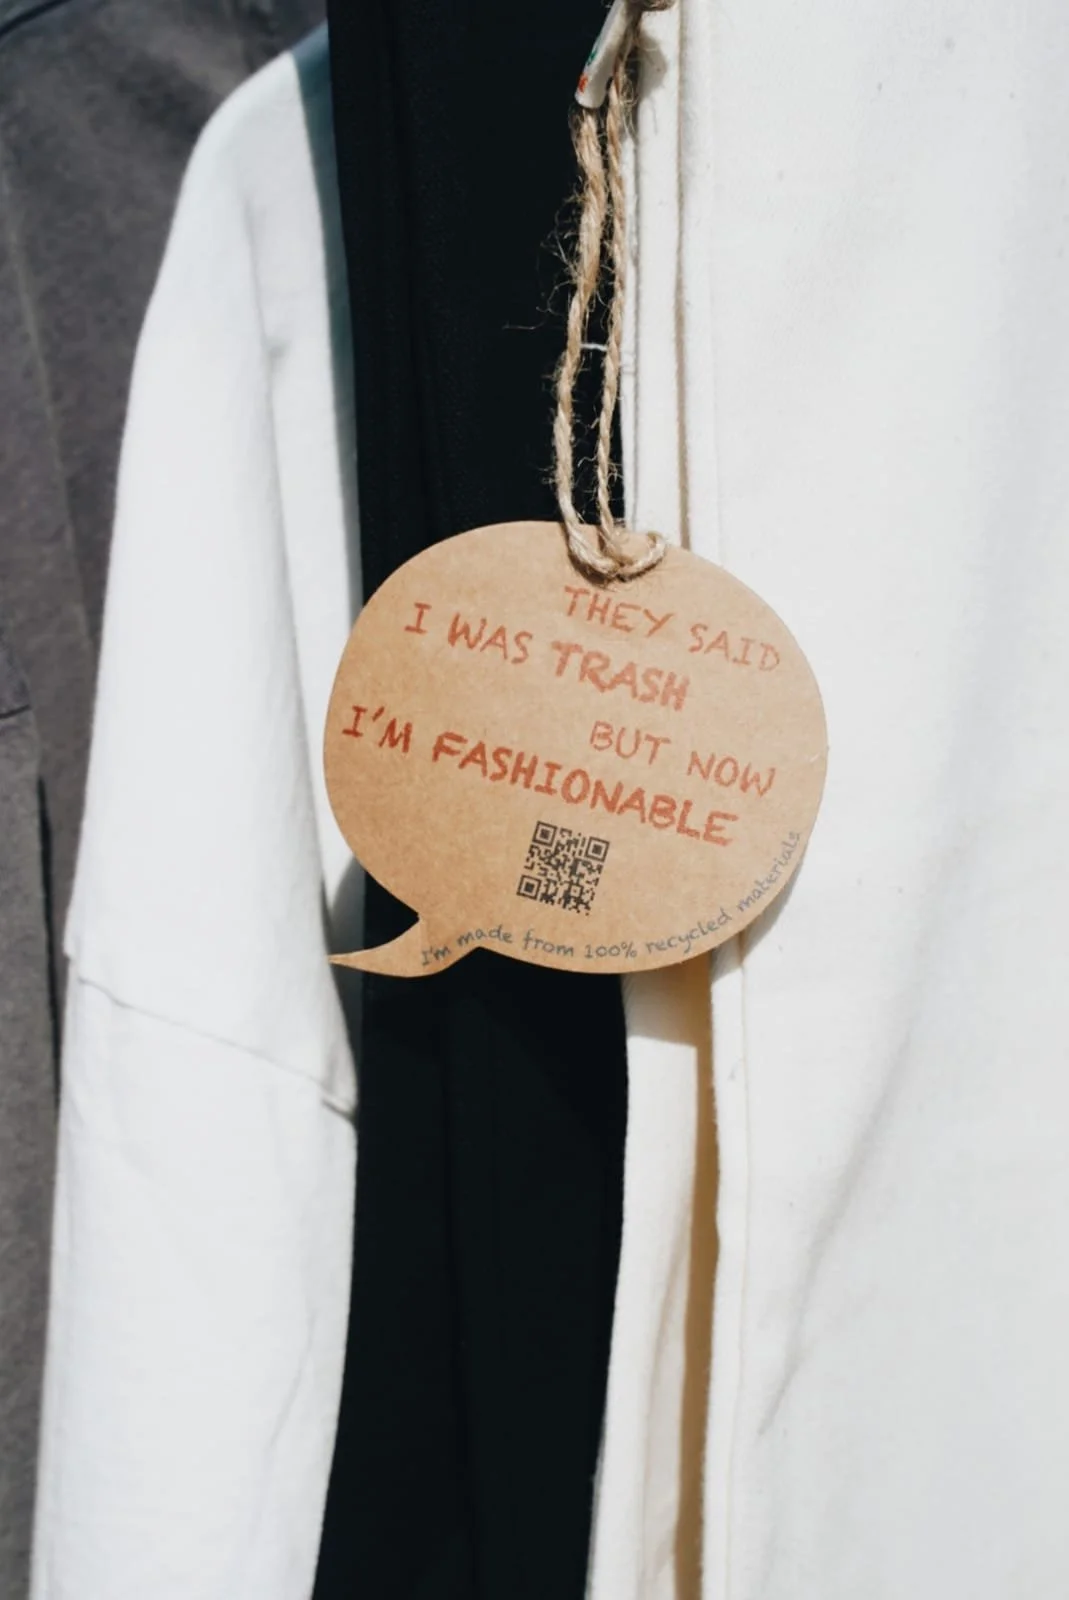 THEY SAID
I WAS TRASH
BUT NOW
I'M FASHIONABLE
I'm made from 100% recycled materials